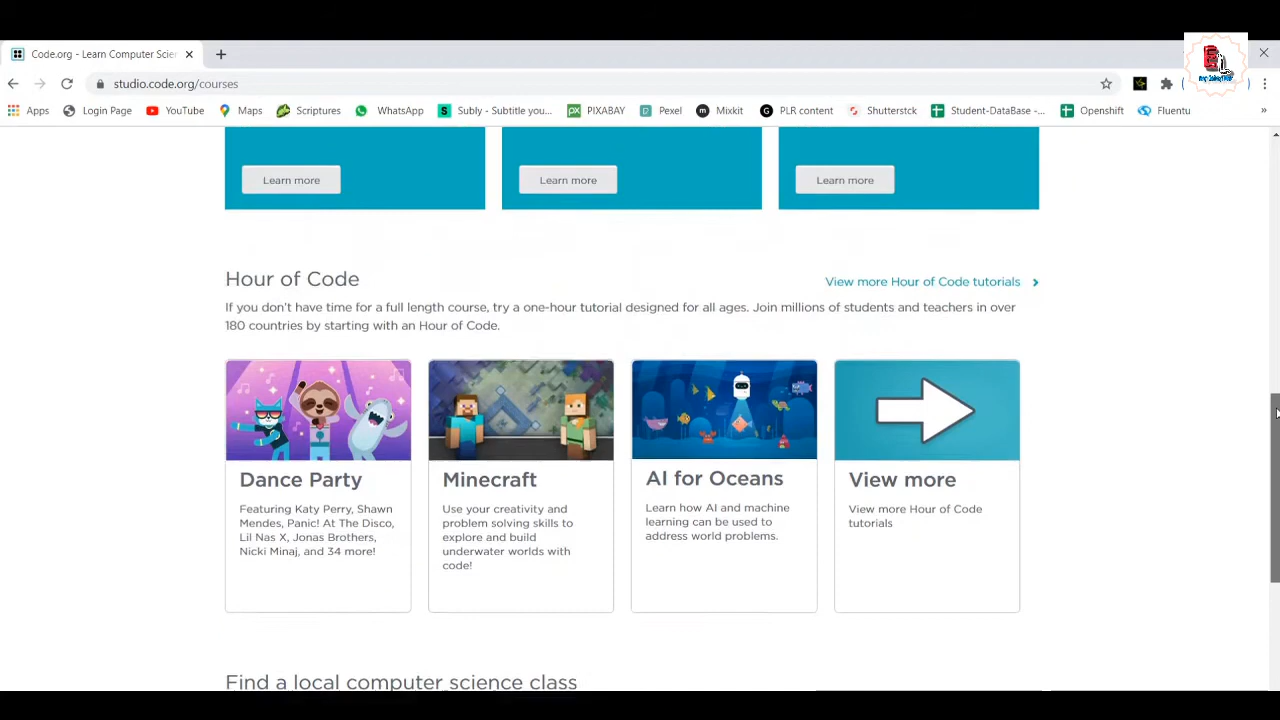 Code.org - Learn Computer Scien
studio.code.org/courses
Apps Login Page YouTube Maps Scriptures WhatsApp Subly - Subtitle you... PIXABAY Pexel Mixkit PLR content Shutterstck Student-DataBase -... Openshift Fluentu
Learn more Learn more Learn more
Hour of Code
View more Hour of Code tutorials
If you don't have time for a full length course, try a one-hour tutorial designed for all ages. Join millions of students and teachers in over
180 countries by starting with an Hour of Code.
Dance Party
Featuring Katy Perry, Shawn
Mendes, Panic! At The Disco,
Lil Nas X, Jonas Brothers,
Nicki Minaj, and 34 more!
Minecraft
Use your creativity and
problem solving skills to
explore and build
underwater worlds with
code!
AI for Oceans
Learn how AI and machine
learning can be used to
address world problems.
View more
View more Hour of Code
tutorials
Find a local computer science class